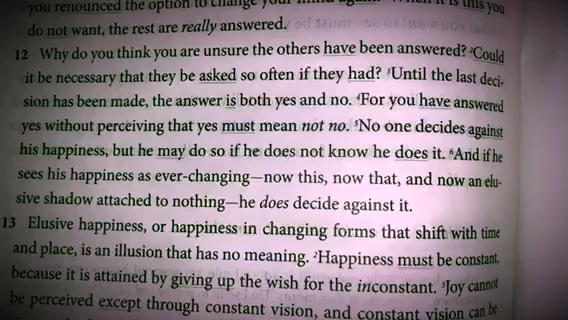 you renounced the option to change your mind again. When it is this you
do not want, the rest are really answered.
12 Why do you think you are unsure the others have been answered? ²Could
it be necessary that they be asked so often if they had? ³Until the last deci-
sion has been made, the answer is both yes and no. ⁴For you have answered
yes without perceiving that yes must mean not no. ⁵No one decides against
his happiness, but he may do so if he does not know he does it. ⁶And if he
sees his happiness as ever-changing—now this, now that, and now an elu-
sive shadow attached to nothing—he does decide against it.
13 Elusive happiness, or happiness in changing forms that shift with time
and place, is an illusion that has no meaning. ²Happiness must be constant,
because it is attained by giving up the wish for the inconstant. ³Joy cannot
be perceived except through constant vision, and constant vision can be